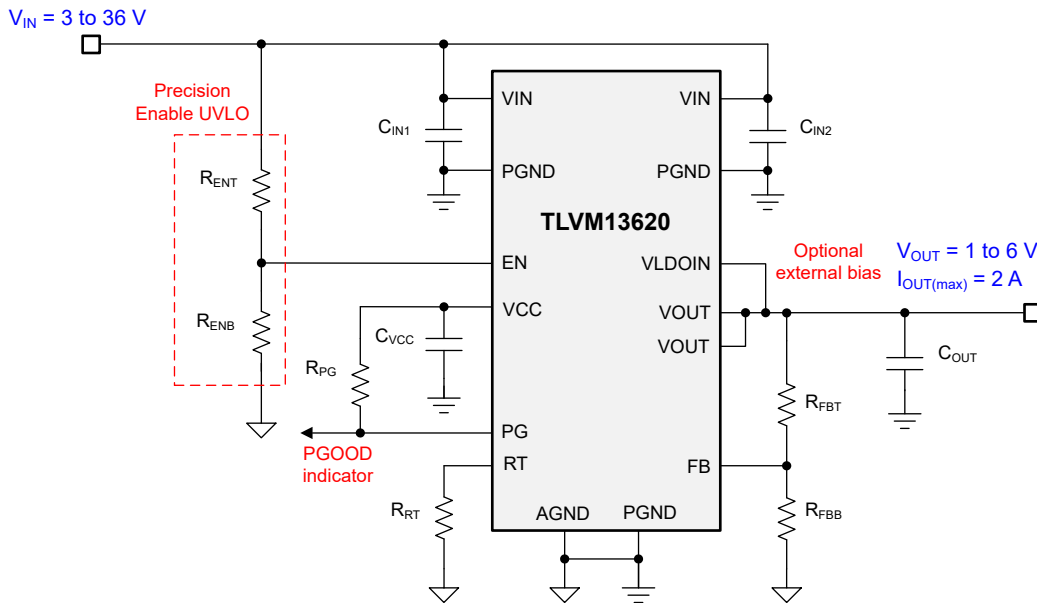 V_IN = 3 to 36 V
Precision
Enable UVLO
R_ENT
R_ENB
C_IN1
VIN
PGND
VIN
PGND
C_IN2
TLVM13620
EN
VCC
C_VCC
R_PG
PG
PGOOD
indicator
RT
R_RT
AGND
PGND
VLDOIN
VOUT
VOUT
FB
Optional
external bias
V_OUT = 1 to 6 V
I_OUT(max) = 2 A
C_OUT
R_FBT
R_FBB